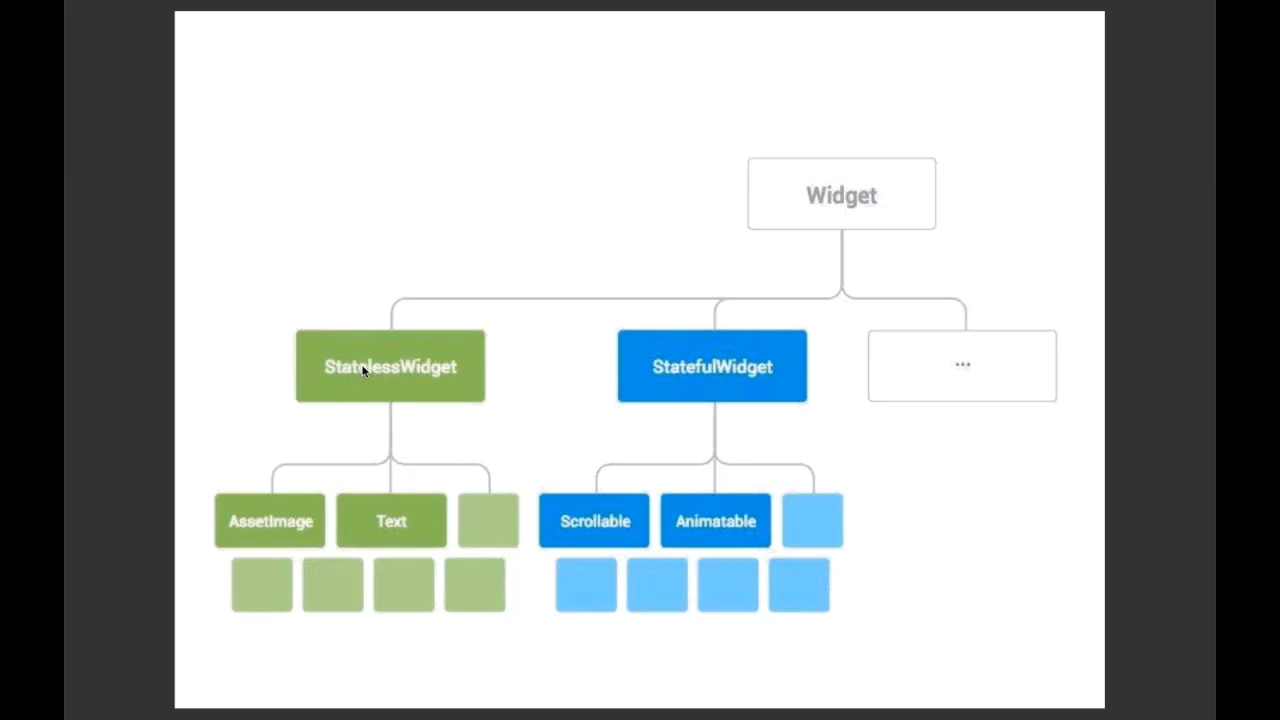 Widget
StatelessWidget
StatefulWidget
...
AssetImage
Text
Scrollable
Animatable